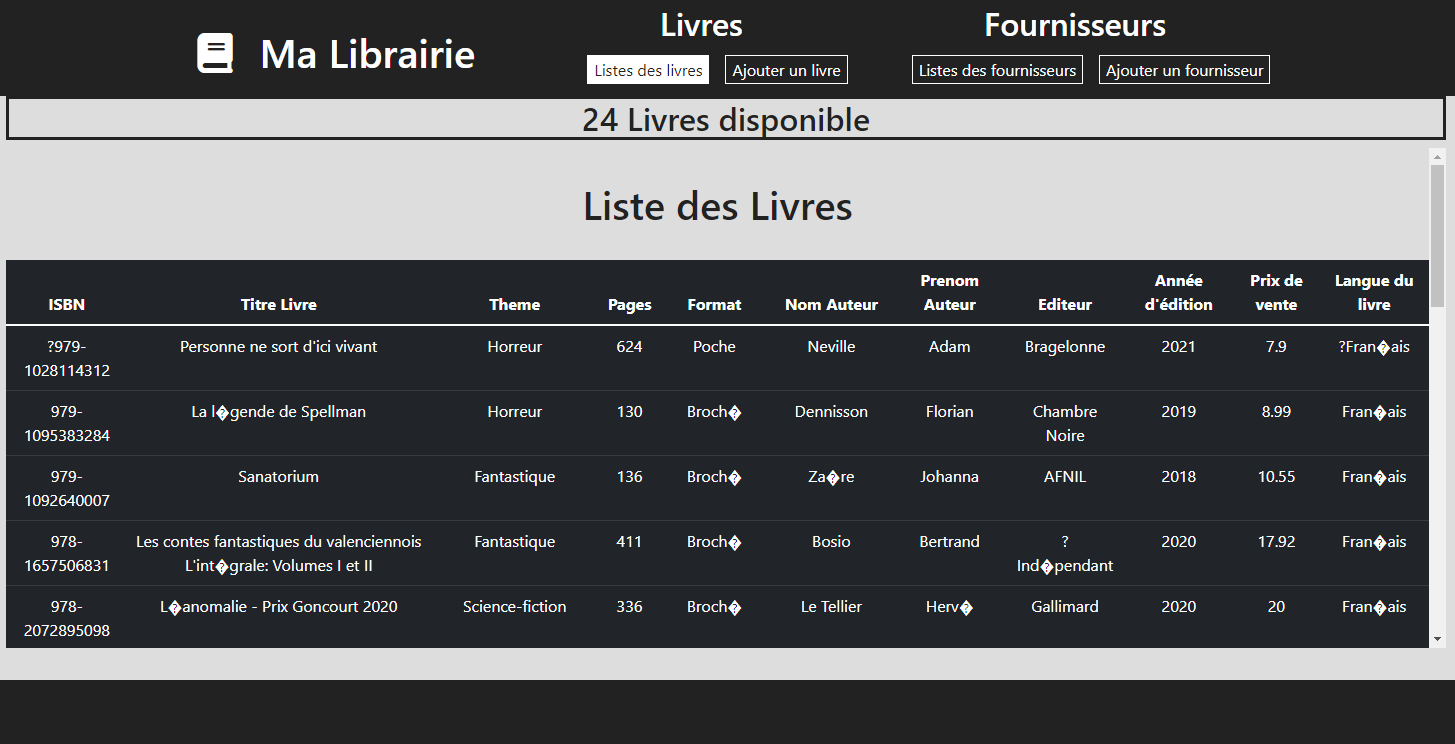 Ma Librairie
Livres
Listes des livres Ajouter un livre
Fournisseurs
Listes des fournisseurs Ajouter un fournisseur
24 Livres disponible
Liste des Livres
ISBN Titre Livre Theme Pages Format Nom Auteur Prenom Auteur Editeur Année d'édition Prix de vente Langue du livre
?979-1028114312 Personne ne sort d'ici vivant Horreur 624 Poche Neville Adam Bragelonne 2021 7.9 ?Fran�ais
979-1095383284 La l�gende de Spellman Horreur 130 Broch� Dennisson Florian Chambre Noire 2019 8.99 Fran�ais
979-1092640007 Sanatorium Fantastique 136 Broch� Za�re Johanna AFNIL 2018 10.55 Fran�ais
978-1657506831 Les contes fantastiques du valenciennois L'int�grale: Volumes I et II Fantastique 411 Broch� Bosio Bertrand ?Ind�pendant 2020 17.92 Fran�ais
978-2072895098 L�anomalie - Prix Goncourt 2020 Science-fiction 336 Broch� Le Tellier Herv� Gallimard 2020 20 Fran�ais